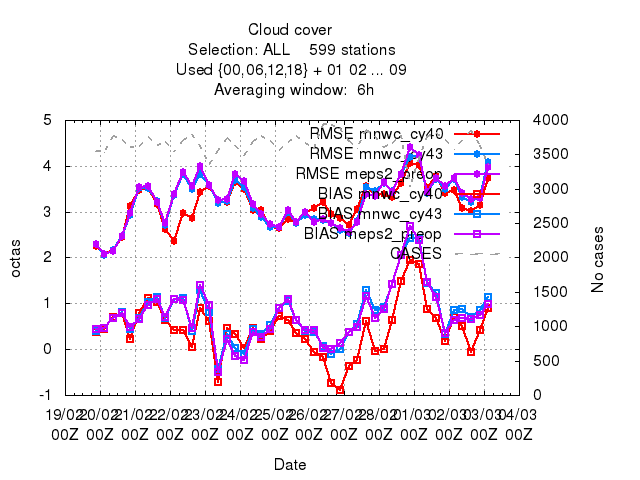 Cloud cover
Selection: ALL 599 stations
Used {00,06,12,18} + 01 02 ... 09
Averaging window: 6h
5
4
3
2
1
0
-1
4000
3500
3000
2500
2000
1500
1000
500
0
octas
No cases
RMSE mnwc_cy40
RMSE mnwc_cy43
RMSE meps2_preop
BIAS mnwc_cy40
BIAS mnwc_cy43
BIAS meps2_preop
CASES
19/02 20/02 21/02 22/02 23/02 24/02 25/02 26/02 27/02 28/02 01/03 02/03 03/03 04/03
00Z 00Z 00Z 00Z 00Z 00Z 00Z 00Z 00Z 00Z 00Z 00Z 00Z 00Z
Date